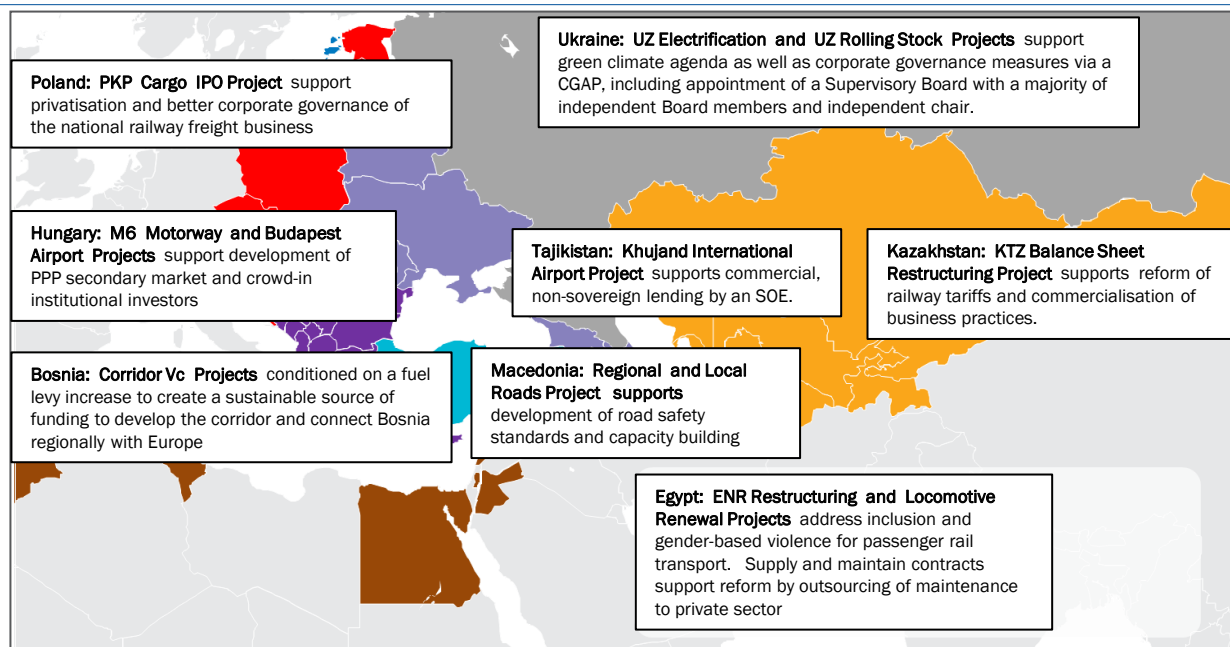 Poland: PKP Cargo IPO Project support
privatisation and better corporate governance of
the national railway freight business
Ukraine: UZ Electrification and UZ Rolling Stock Projects support
green climate agenda as well as corporate governance measures via a
CGAP, including appointment of a Supervisory Board with a majority of
independent Board members and independent chair.
Hungary: M6 Motorway and Budapest
Airport Projects support development of
PPP secondary market and crowd-in
institutional investors
Tajikistan: Khujand International
Airport Project supports commercial,
non-sovereign lending by an SOE.
Kazakhstan: KTZ Balance Sheet
Restructuring Project supports reform of
railway tariffs and commercialisation of
business practices.
Bosnia: Corridor Vc Projects conditioned on a fuel
levy increase to create a sustainable source of
funding to develop the corridor and connect Bosnia
regionally with Europe
Macedonia: Regional and Local
Roads Project supports
development of road safety
standards and capacity building
Egypt: ENR Restructuring and Locomotive
Renewal Projects address inclusion and
gender-based violence for passenger rail
transport. Supply and maintain contracts
support reform by outsourcing of maintenance
to private sector